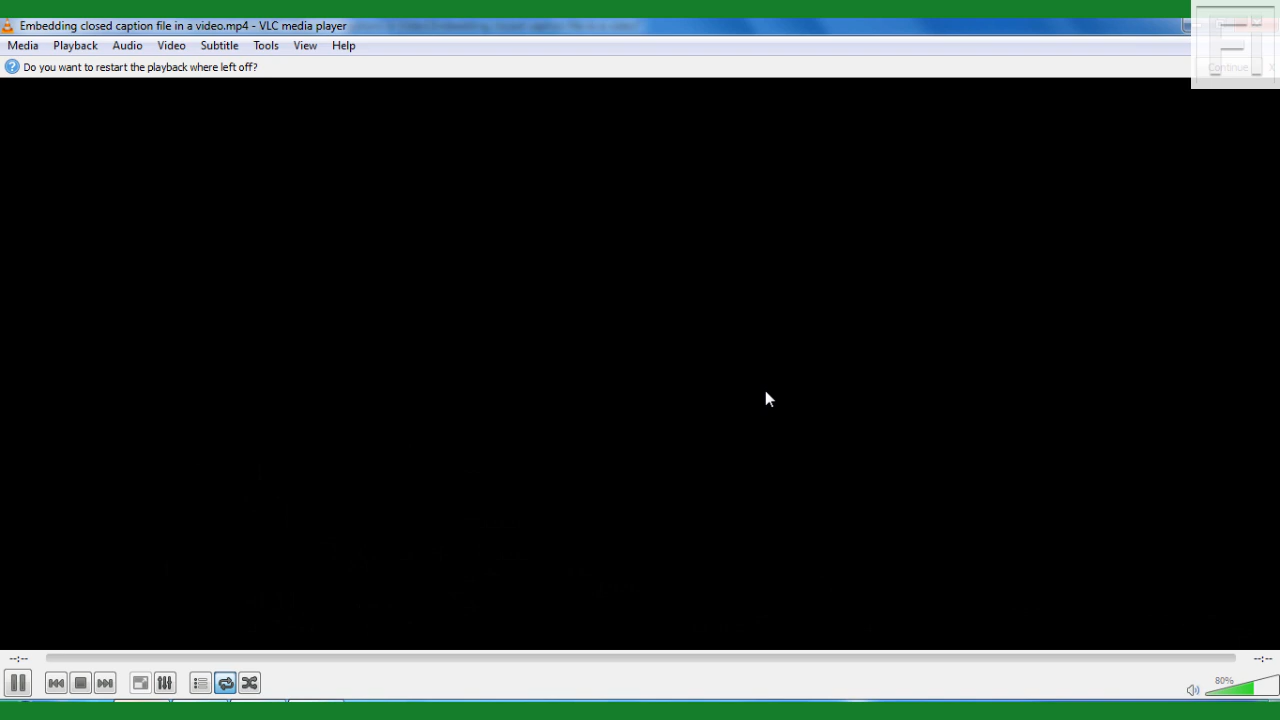 Embedding closed caption file in a video.mp4 - VLC media player
Media Playback Audio Video Subtitle Tools View Help
Do you want to restart the playback where left off? Continue X
--:-- --:--
80%